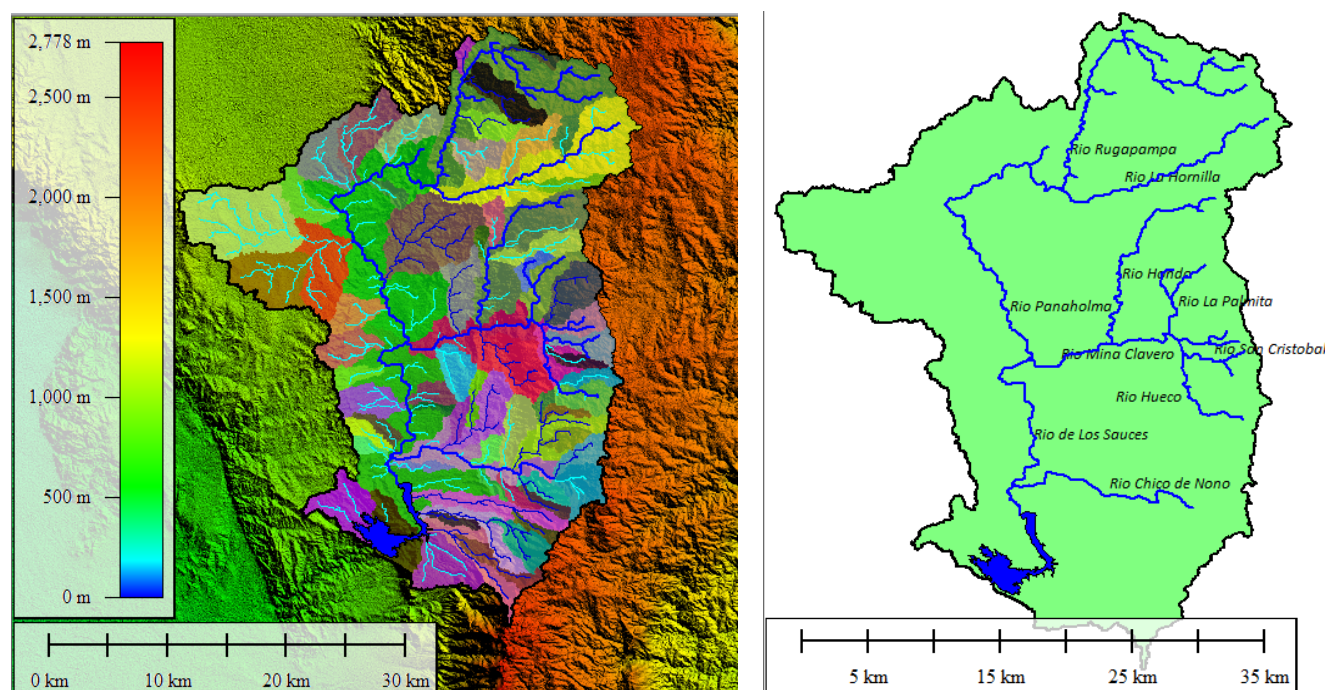 2,778 m
2,500 m
2,000 m
1,500 m
1,000 m
500 m
0 m
0 km
10 km
20 km
30 km
Rio Rugapampa
Rio La Hornilla
Rio Hondo
Rio La Palmita
Rio Panaholma
Rio San Cristobal
Rio Mina Clavero
Rio Hueco
Rio de Los Sauces
Rio Chico de Nono
5 km
15 km
25 km
35 km